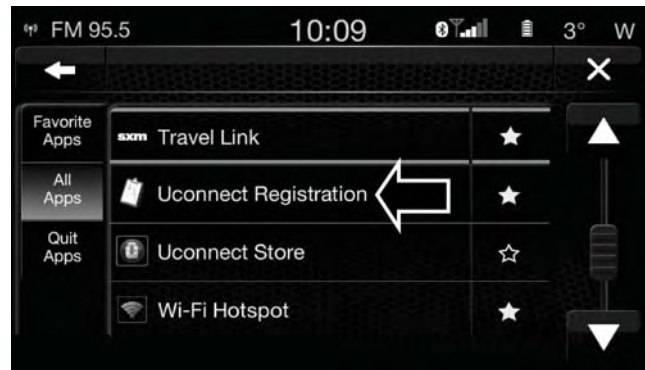 FM 95.5 10:09 3° W
Favorite
Apps
sxm Travel Link
All
Apps
Uconnect Registration
Quit
Apps
Uconnect Store
Wi-Fi Hotspot